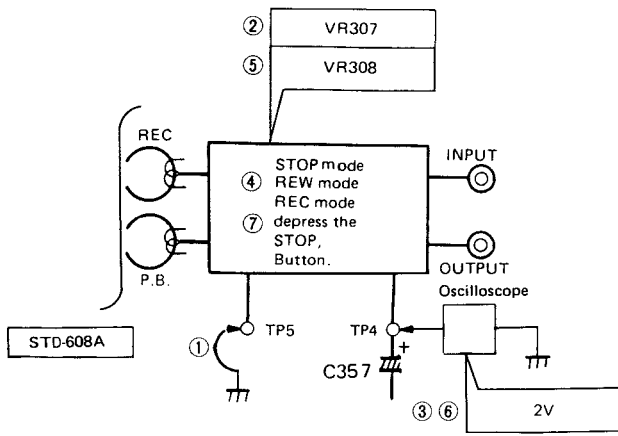 ② VR307
⑤ VR308
REC
STOP mode
④ REW mode
REC mode
⑦ depress the
STOP,
Button.
INPUT
P.B.
OUTPUT
Oscilloscope
STD-608A
① TP5
TP4
+
C357
③ ⑥ 2V